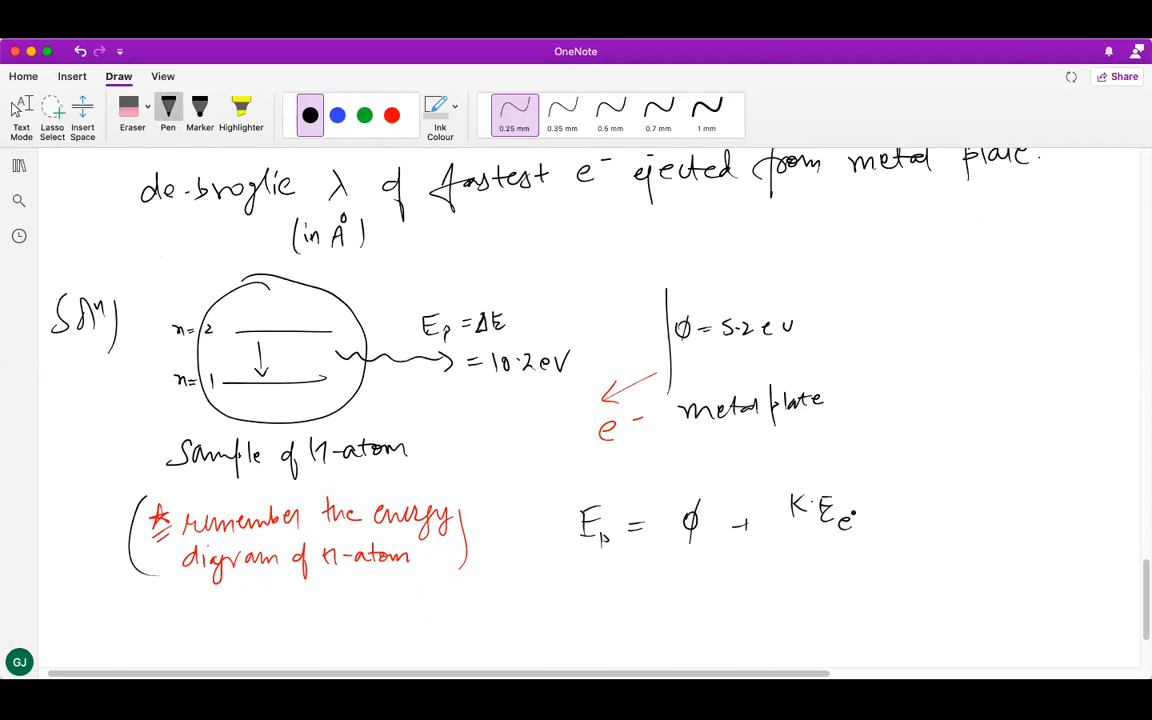 OneNote
Home Insert Draw View
Share
Text Mode
Lasso Select
Insert Space
Eraser
Pen
Marker
Highlighter
Ink Colour
0.25 mm
0.35 mm
0.5 mm
0.7 mm
1 mm
de-broglie λ of fastest e⁻ ejected from metal plate.
(in Å)
Solⁿ)
n=2
n=1
Eₚ = ΔE
= 10.2 eV
ϕ = 5.2 eV
e⁻
metal plate
Sample of H-atom
(★ remember the energy
diagram of H-atom)
Eₚ = ϕ + K.E e
GJ